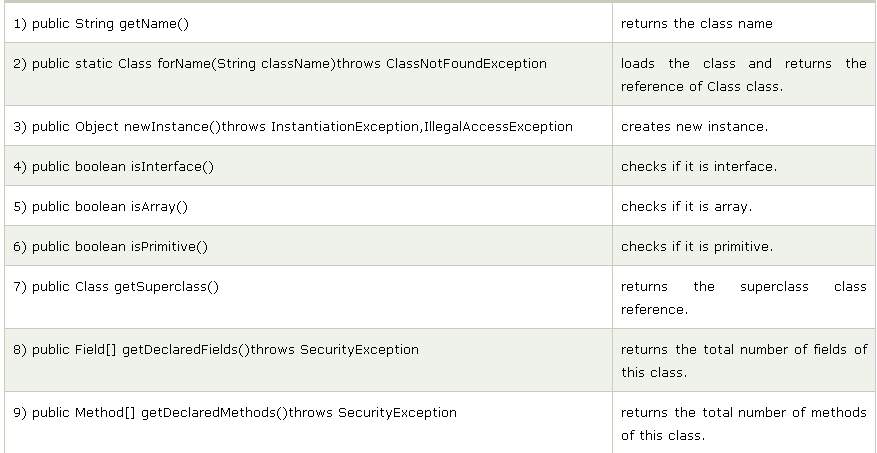 1) public String getName()
returns the class name
2) public static Class forName(String className)throws ClassNotFoundException
loads the class and returns the
reference of Class class.
3) public Object newInstance()throws InstantiationException,IllegalAccessException
creates new instance.
4) public boolean isInterface()
checks if it is interface.
5) public boolean isArray()
checks if it is array.
6) public boolean isPrimitive()
checks if it is primitive.
7) public Class getSuperclass()
returns the superclass class
reference.
8) public Field[] getDeclaredFields()throws SecurityException
returns the total number of fields of
this class.
9) public Method[] getDeclaredMethods()throws SecurityException
returns the total number of methods
of this class.